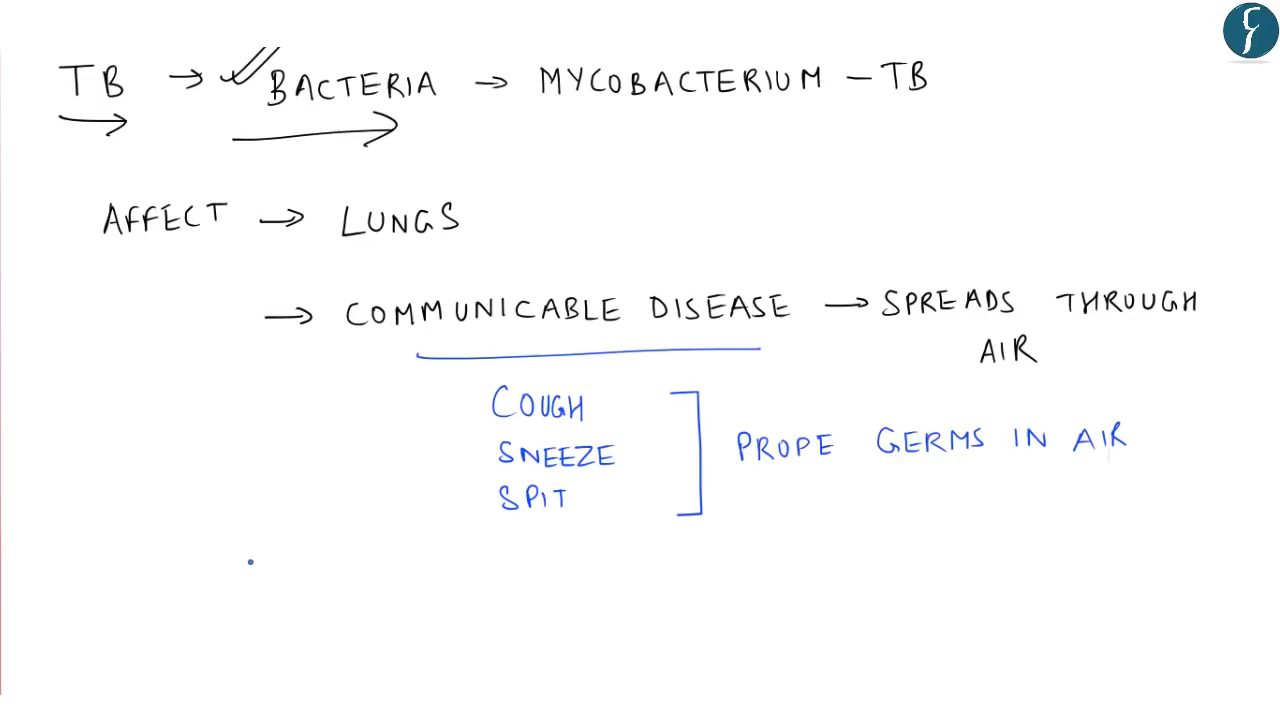 TB → BACTERIA → MYCOBACTERIUM – TB
AFFECT → LUNGS
→ COMMUNICABLE DISEASE → SPREADS THROUGH
AIR
COUGH
SNEEZE
SPIT
PROPE GERMS IN AIR